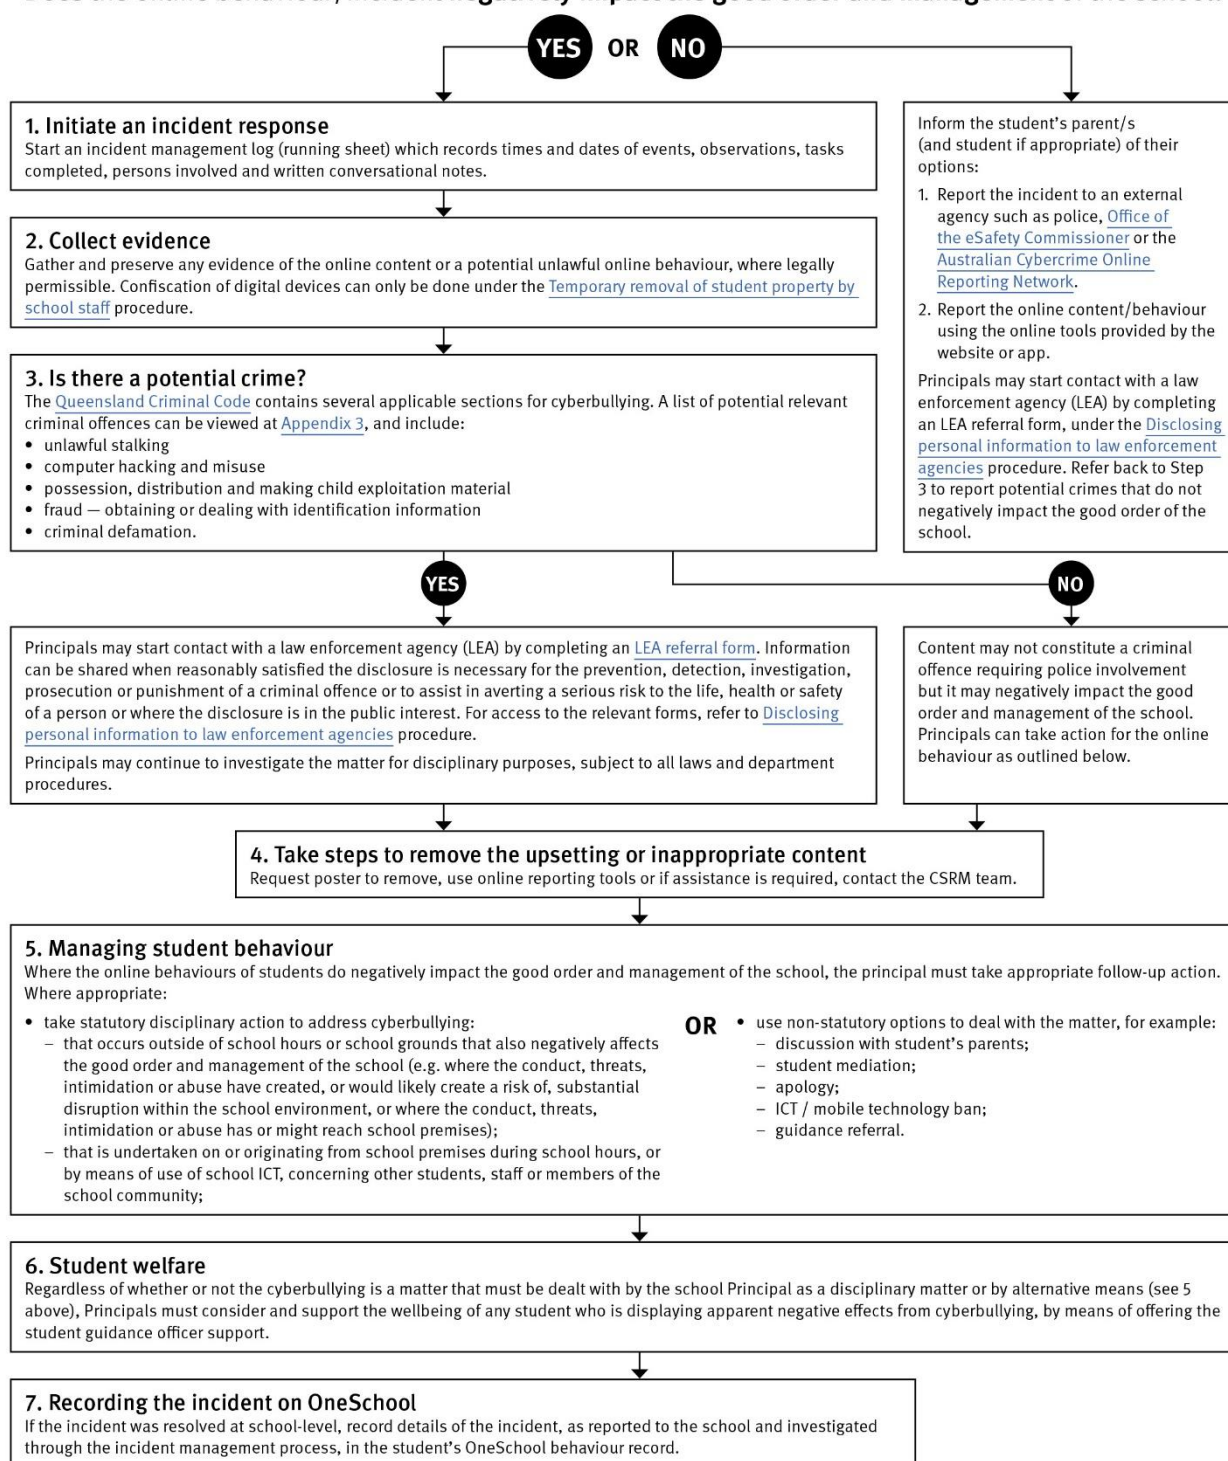 YES OR NO
1. Initiate an incident response
Start an incident management log (running sheet) which records times and dates of events, observations, tasks
completed, persons involved and written conversational notes.
2. Collect evidence
Gather and preserve any evidence of the online content or a potential unlawful online behaviour, where legally
permissible. Confiscation of digital devices can only be done under the Temporary removal of student property by
school staff procedure.
3. Is there a potential crime?
The Queensland Criminal Code contains several applicable sections for cyberbullying. A list of potential relevant
criminal offences can be viewed at Appendix 3, and include:
• unlawful stalking
• computer hacking and misuse
• possession, distribution and making child exploitation material
• fraud — obtaining or dealing with identification information
• criminal defamation.
Inform the student's parent/s
(and student if appropriate) of their
options:
1. Report the incident to an external
agency such as police, Office of
the eSafety Commissioner or the
Australian Cybercrime Online
Reporting Network.
2. Report the online content/behaviour
using the online tools provided by the
website or app.
Principals may start contact with a law
enforcement agency (LEA) by completing
an LEA referral form, under the Disclosing
personal information to law enforcement
agencies procedure. Refer back to Step
3 to report potential crimes that do not
negatively impact the good order of the
school.
YES
NO
Principals may start contact with a law enforcement agency (LEA) by completing an LEA referral form. Information
can be shared when reasonably satisfied the disclosure is necessary for the prevention, detection, investigation,
prosecution or punishment of a criminal offence or to assist in averting a serious risk to the life, health or safety
of a person or where the disclosure is in the public interest. For access to the relevant forms, refer to Disclosing
personal information to law enforcement agencies procedure.
Principals may continue to investigate the matter for disciplinary purposes, subject to all laws and department
procedures.
Content may not constitute a criminal
offence requiring police involvement
but it may negatively impact the good
order and management of the school.
Principals can take action for the online
behaviour as outlined below.
4. Take steps to remove the upsetting or inappropriate content
Request poster to remove, use online reporting tools or if assistance is required, contact the CSRM team.
5. Managing student behaviour
Where the online behaviours of students do negatively impact the good order and management of the school, the principal must take appropriate follow-up action.
Where appropriate:
• take statutory disciplinary action to address cyberbullying:
– that occurs outside of school hours or school grounds that also negatively affects
the good order and management of the school (e.g. where the conduct, threats,
intimidation or abuse have created, or would likely create a risk of, substantial
disruption within the school environment, or where the conduct, threats,
intimidation or abuse has or might reach school premises);
– that is undertaken on or originating from school premises during school hours, or
by means of use of school ICT, concerning other students, staff or members of the
school community;
OR
• use non-statutory options to deal with the matter, for example:
– discussion with student's parents;
– student mediation;
– apology;
– ICT / mobile technology ban;
– guidance referral.
6. Student welfare
Regardless of whether or not the cyberbullying is a matter that must be dealt with by the school Principal as a disciplinary matter or by alternative means (see 5
above), Principals must consider and support the wellbeing of any student who is displaying apparent negative effects from cyberbullying, by means of offering the
student guidance officer support.
7. Recording the incident on OneSchool
If the incident was resolved at school-level, record details of the incident, as reported to the school and investigated
through the incident management process, in the student's OneSchool behaviour record.